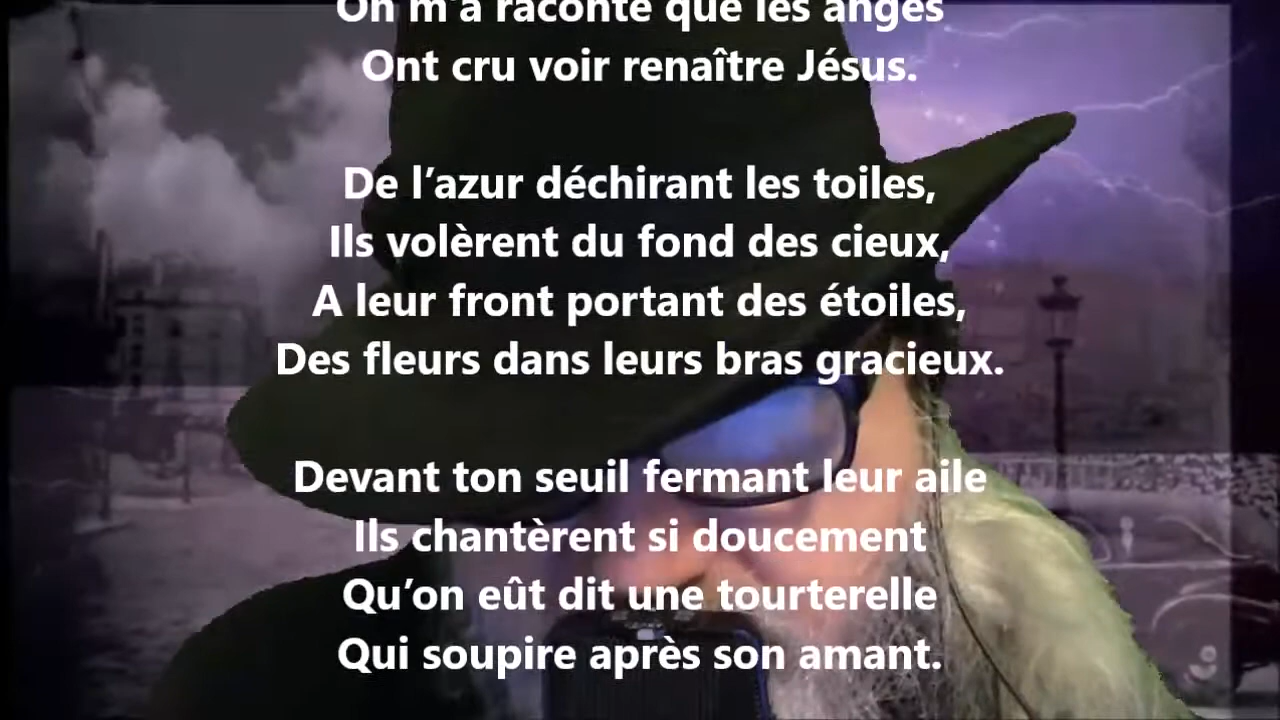 On m'a raconté que les anges
Ont cru voir renaître Jésus.
De l’azur déchirant les toiles,
Ils volèrent du fond des cieux,
A leur front portant des étoiles,
Des fleurs dans leurs bras gracieux.
Devant ton seuil fermant leur aile
Ils chantèrent si doucement
Qu’on eût dit une tourterelle
Qui soupire après son amant.